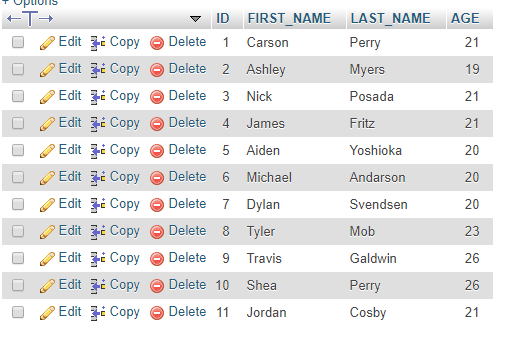 + Options
ID FIRST_NAME LAST_NAME AGE
Edit Copy Delete 1 Carson Perry 21
Edit Copy Delete 2 Ashley Myers 19
Edit Copy Delete 3 Nick Posada 21
Edit Copy Delete 4 James Fritz 21
Edit Copy Delete 5 Aiden Yoshioka 20
Edit Copy Delete 6 Michael Andarson 20
Edit Copy Delete 7 Dylan Svendsen 20
Edit Copy Delete 8 Tyler Mob 23
Edit Copy Delete 9 Travis Galdwin 26
Edit Copy Delete 10 Shea Perry 26
Edit Copy Delete 11 Jordan Cosby 21